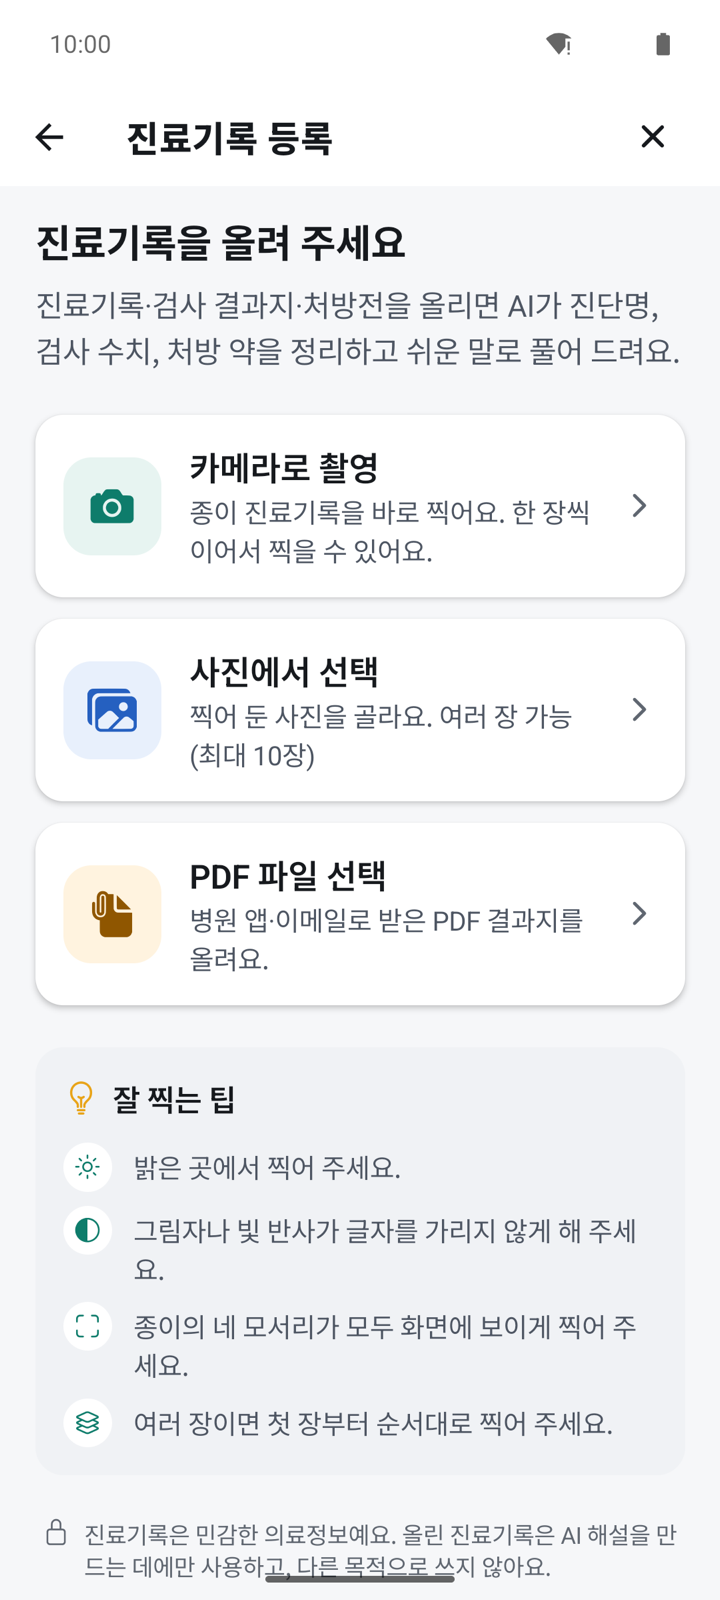 10:00
진료기록 등록
진료기록을 올려 주세요
진료기록·검사 결과지·처방전을 올리면 AI가 진단명,
검사 수치, 처방 약을 정리하고 쉬운 말로 풀어 드려요.
카메라로 촬영
종이 진료기록을 바로 찍어요. 한 장씩
이어서 찍을 수 있어요.
사진에서 선택
찍어 둔 사진을 골라요. 여러 장 가능
(최대 10장)
PDF 파일 선택
병원 앱·이메일로 받은 PDF 결과지를
올려요.
잘 찍는 팁
밝은 곳에서 찍어 주세요.
그림자나 빛 반사가 글자를 가리지 않게 해 주세
요.
종이의 네 모서리가 모두 화면에 보이게 찍어 주
세요.
여러 장이면 첫 장부터 순서대로 찍어 주세요.
진료기록은 민감한 의료정보예요. 올린 진료기록은 AI 해설을 만
드는 데에만 사용하고, 다른 목적으로 쓰지 않아요.